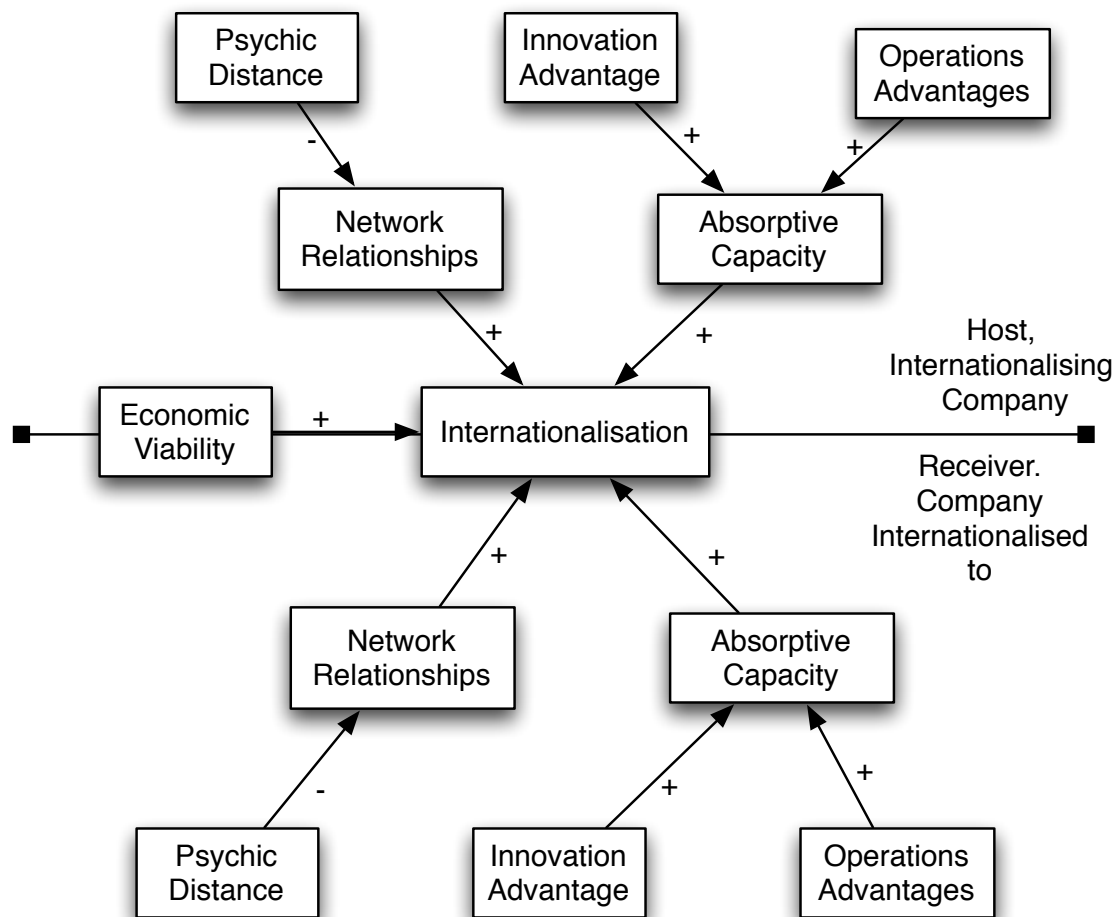 Psychic
Distance
Innovation
Advantage
Operations
Advantages
-
+
+
Network
Relationships
Absorptive
Capacity
+
+
Host,
Internationalising
Company
Economic
Viability
+
Internationalisation
Receiver.
Company
Internationalised
to
+
+
Network
Relationships
Absorptive
Capacity
-
+
+
Psychic
Distance
Innovation
Advantage
Operations
Advantages